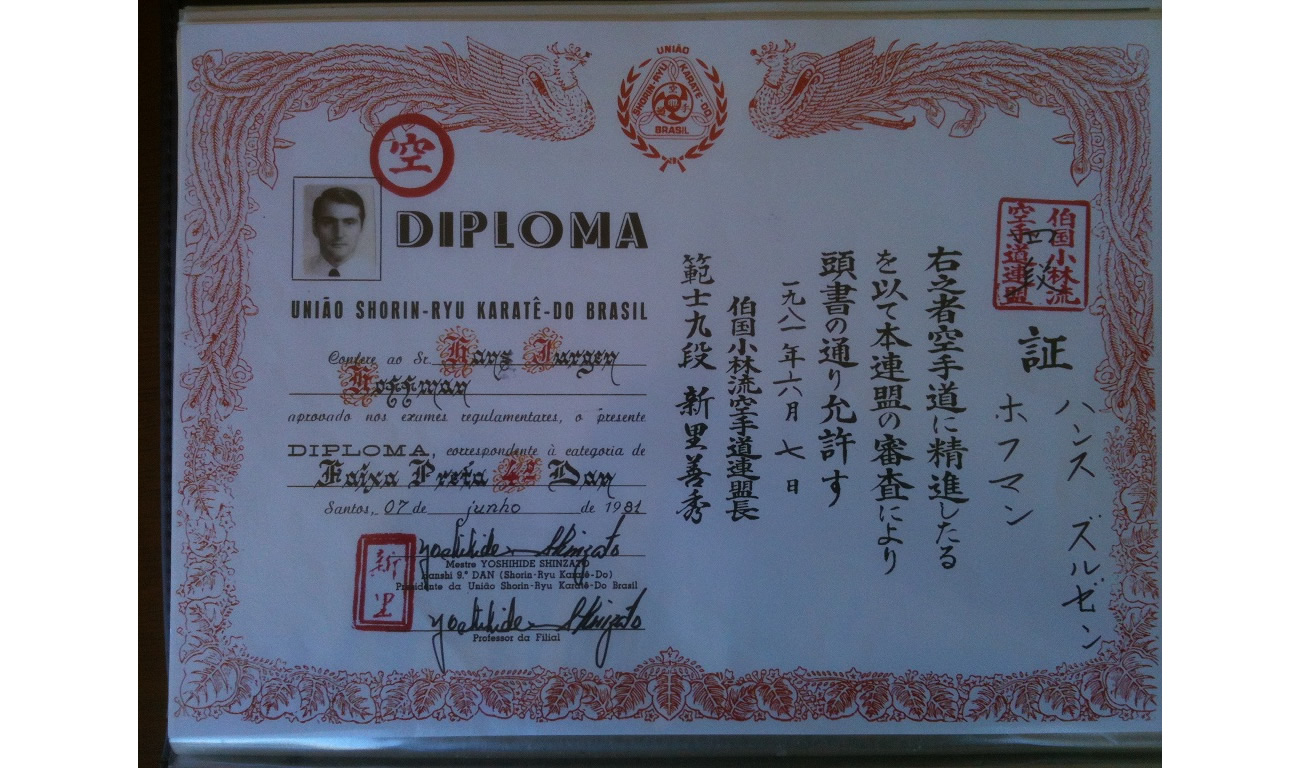 UNIÃO
SHORIN-RYU KARATE-DO
BRASIL
空
DIPLOMA
UNIÃO SHORIN-RYU KARATÊ-DO BRASIL
Confere ao Sr. Hans Jurgen
Hoffman
aprovado nos exames regulamentares, o presente
DIPLOMA, correspondente à categoria de
Faixa Preta 4º Dan
Santos, 07 de junho de 1981
Yoshihide Shinzato
Mestre YOSHIHIDE SHINZATO
Hanshi 9.º DAN (Shorin-Ryu Karatê-Do)
Presidente da União Shorin-Ryu Karatê-Do Brasil
Yoshihide Shinzato
Professor da Filial
新里
伯国小林流
空手道連盟
四段
証
ハンス ズルゼン
ホフマン
右之者空手道に精進したる
を以て本連盟の審査により
頭書の通り允許す
一九八一年六月七日
伯国小林流空手道連盟長
範士九段 新里善秀